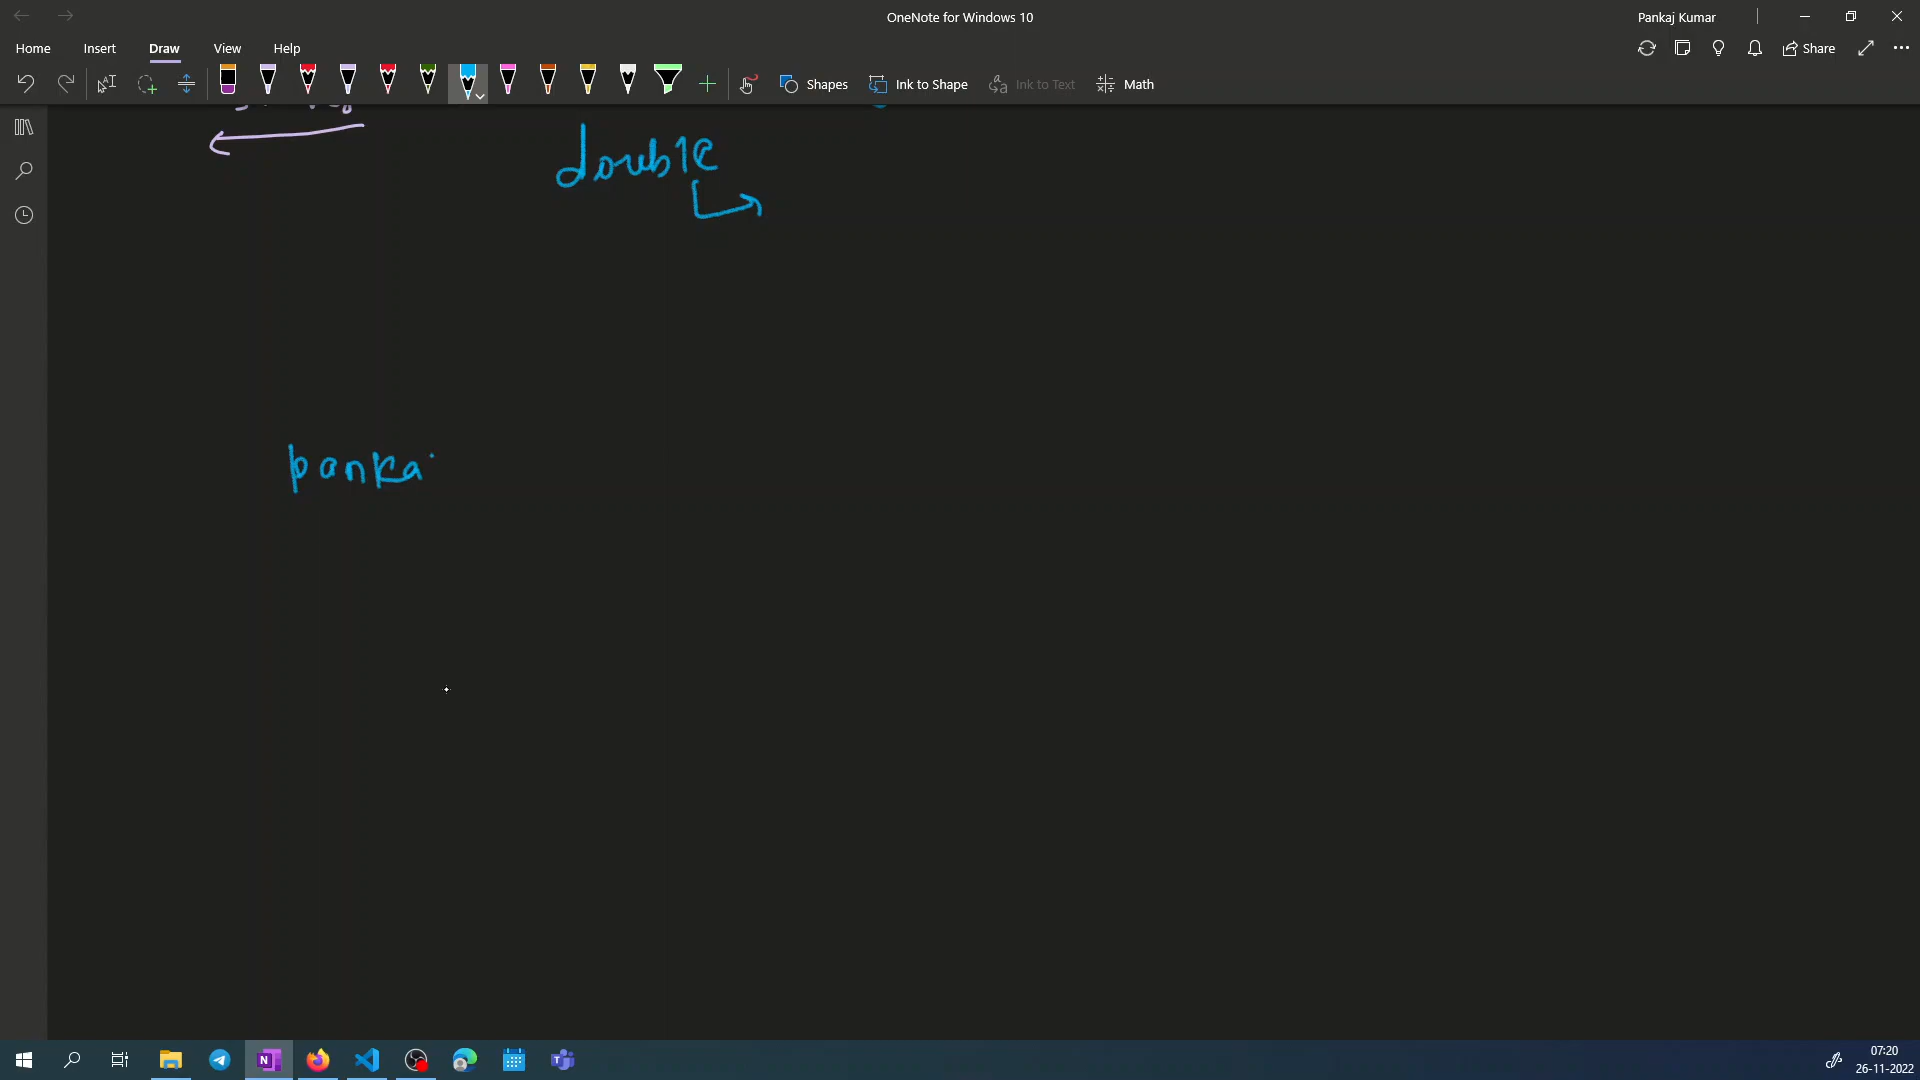 OneNote for Windows 10
Pankaj Kumar
Home Insert Draw View Help
Share
Shapes Ink to Shape Ink to Text Math
double
panka
07:20
26-11-2022